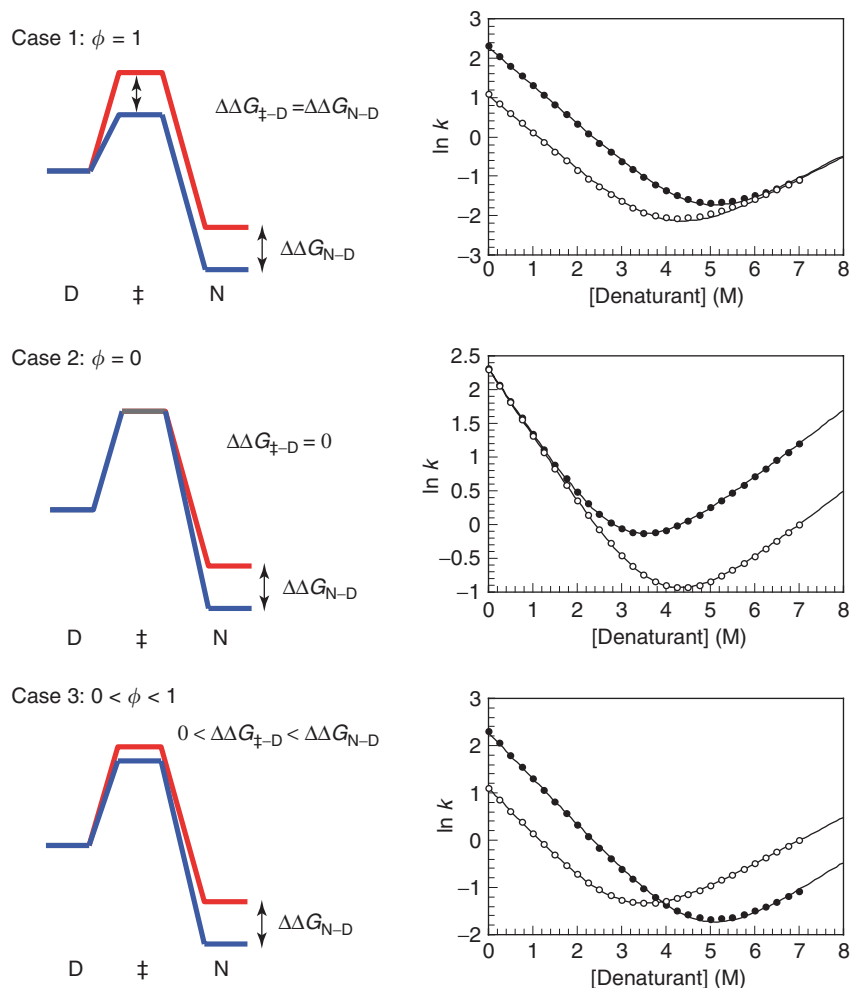 Case 1: ϕ = 1
ΔΔG‡–D = ΔΔGN–D
ΔΔGN–D
D ‡ N
ln k
3
2
1
0
−1
−2
−3
0 1 2 3 4 5 6 7 8
[Denaturant] (M)
Case 2: ϕ = 0
ΔΔG‡–D = 0
ΔΔGN–D
D ‡ N
ln k
2.5
2
1.5
1
0.5
0
−0.5
−1
0 1 2 3 4 5 6 7 8
[Denaturant] (M)
Case 3: 0 < ϕ < 1
0 < ΔΔG‡–D < ΔΔGN–D
ΔΔGN–D
D ‡ N
ln k
3
2
1
0
−1
−2
0 1 2 3 4 5 6 7 8
[Denaturant] (M)